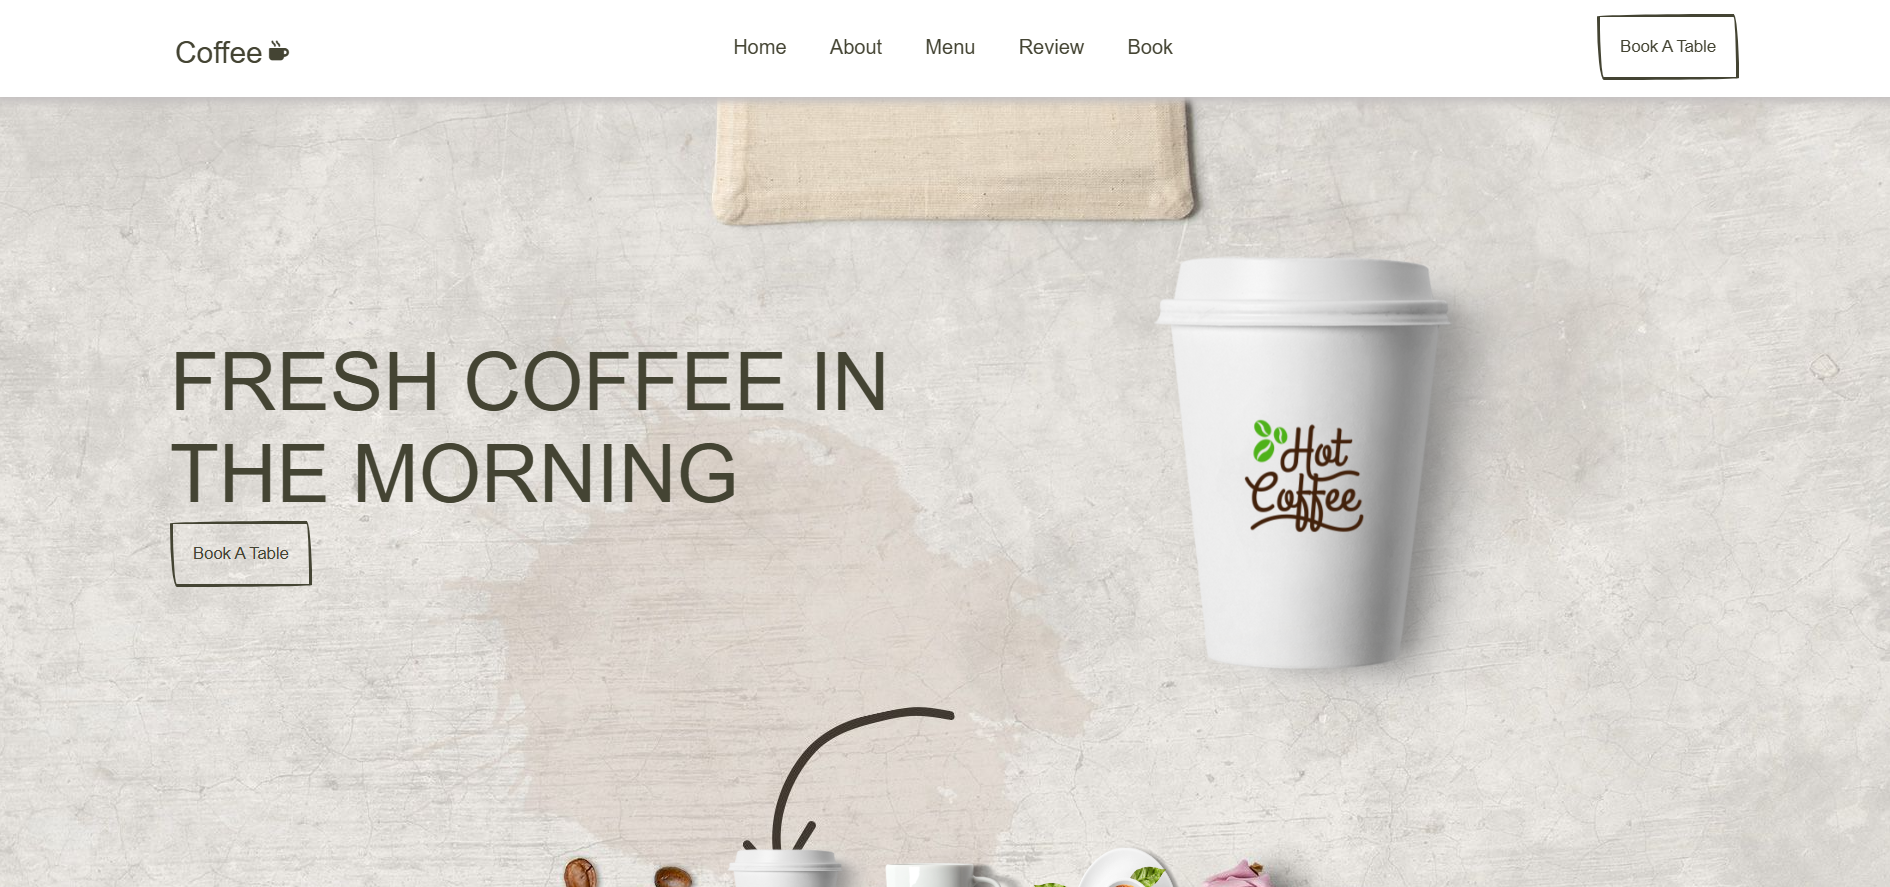 Coffee
Home About Menu Review Book
Book A Table
FRESH COFFEE IN
THE MORNING
Book A Table
Hot
Coffee